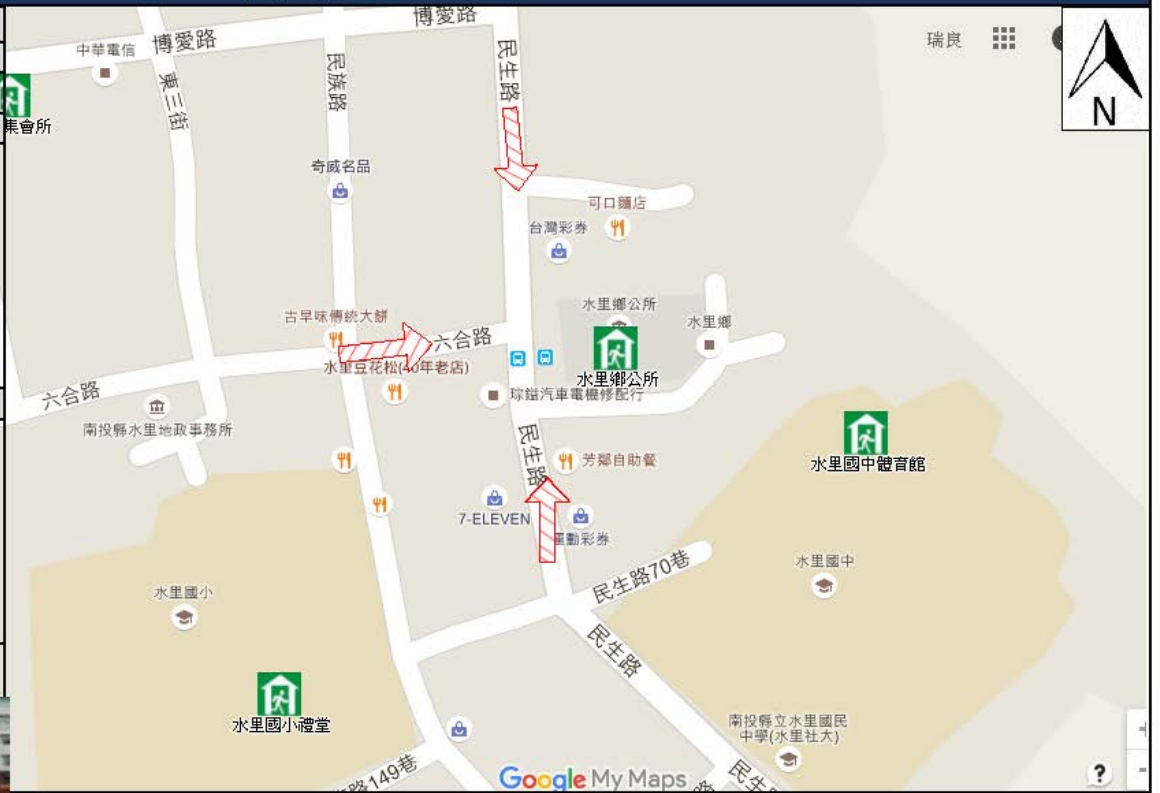 博愛路
瑞良
中華電信
博愛路
民生路
民族路
東三街
N
集會所
奇威名品
可口麵店
台灣彩券
水里鄉公所
古早味傳統大餅
水里鄉
六合路
水里豆花松(40年老店)
水里鄉公所
六合路
琮鎰汽車電機修配行
南投縣水里地政事務所
民生路
芳鄰自助餐
水里國中體育館
7-ELEVEN
運動彩券
民生路70巷
水里國中
水里國小
民生路
水里國小禮堂
南投縣立水里國民
中學(水里社大)
路149巷
Google My Maps
路
民生
?